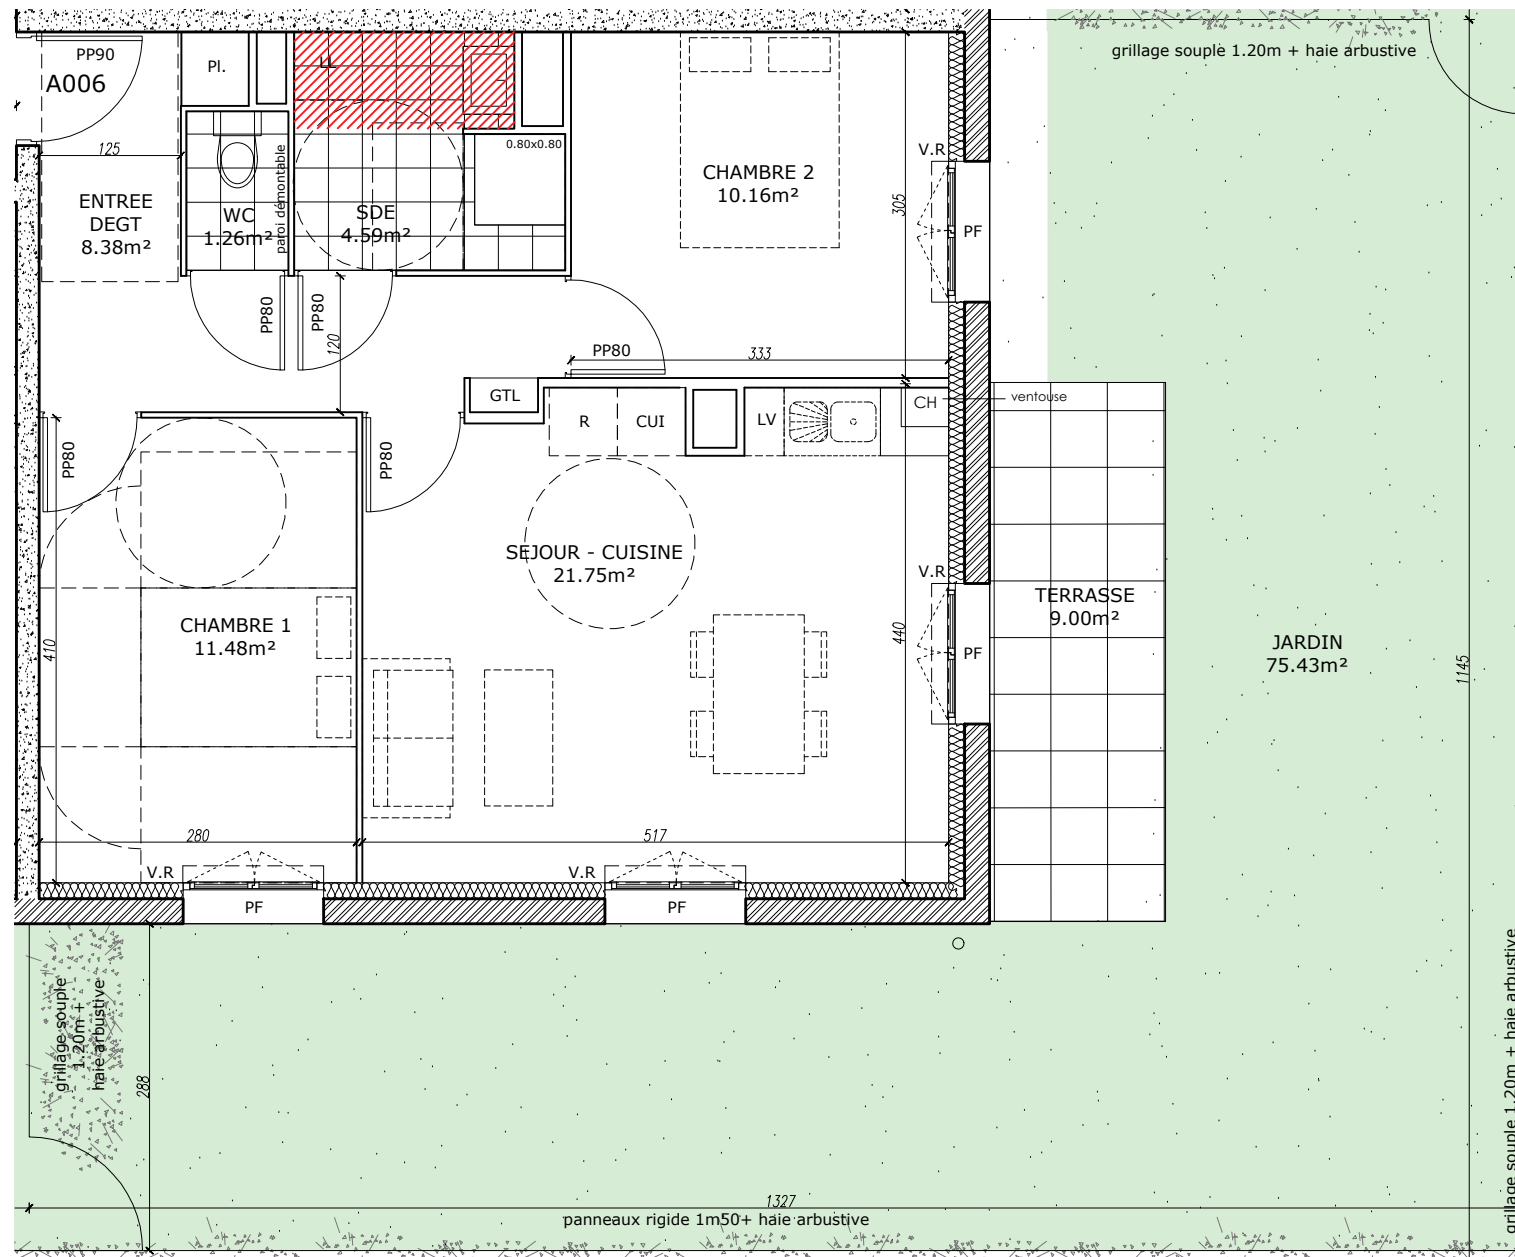 PP90
A006
Pl.
LL
grillage souple 1.20m + haie arbustive
125
ENTREE
DEGT
8.38m²
WC
1.26m²
paroi démontable
SDE
4.59m²
0.80x0.80
CHAMBRE 2
10.16m²
305
V.R
PF
PP80
PP80
120
PP80
333
GTL
R
CUI
LV
CH
ventouse
PP80
PP80
SEJOUR - CUISINE
21.75m²
V.R
PF
TERRASSE
9.00m²
CHAMBRE 1
11.48m²
410
440
JARDIN
75.43m²
1145
280
517
V.R
PF
V.R
PF
grillage souple
1.20m +
haie arbustive
288
grillage souple 1.20m + haie arbustive
1327
panneaux rigide 1m50+ haie arbustive